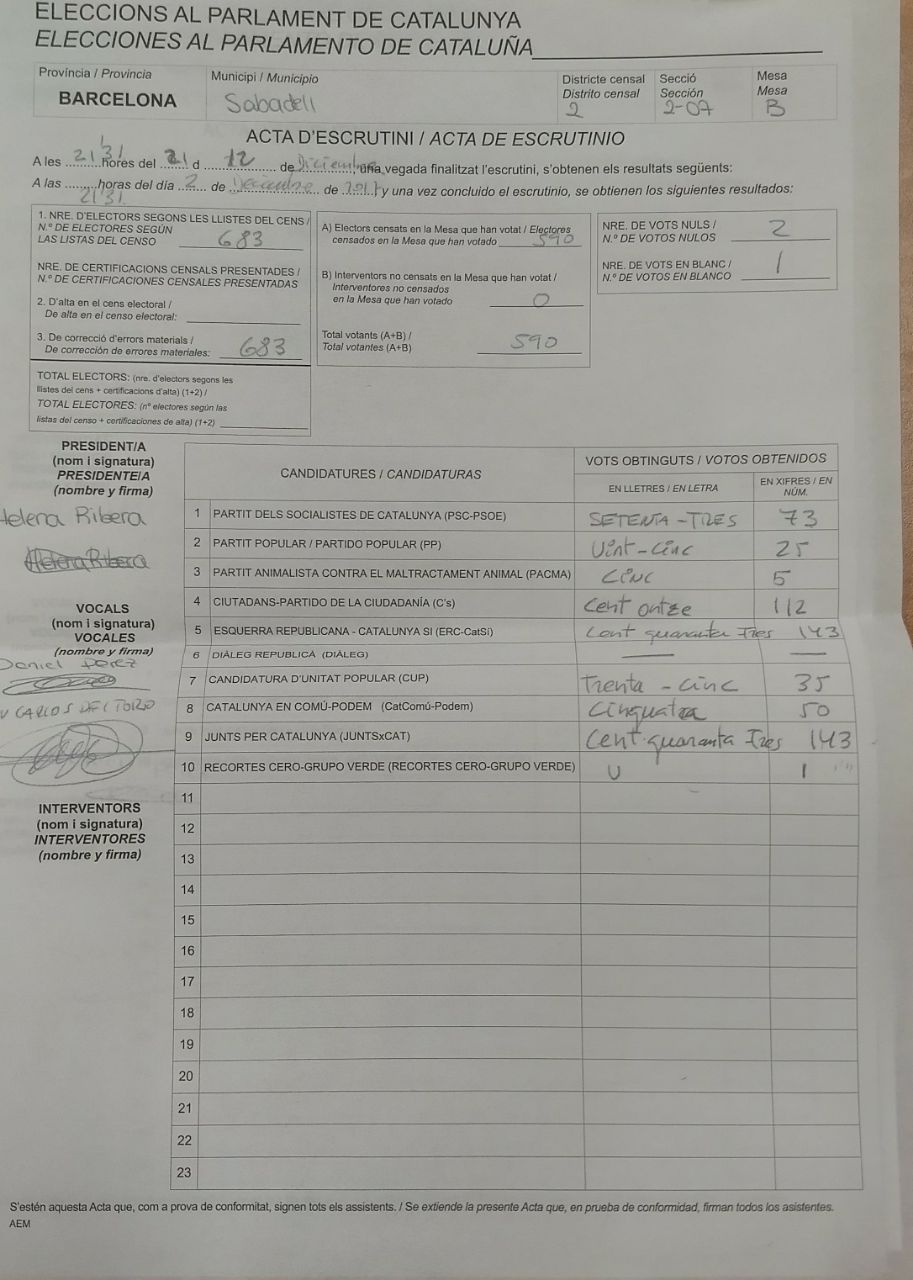 ELECCIONS AL PARLAMENT DE CATALUNYA
ELECCIONES AL PARLAMENTO DE CATALUÑA
Província / Provincia
BARCELONA
Municipi / Municipio
Sabadell
Districte censal
Distrito censal
2
Secció
Sección
2-07
Mesa
Mesa
B
ACTA D'ESCRUTINI / ACTA DE ESCRUTINIO
A les 21'31 hores del 21 d 12 de Diciembre, una vegada finalitzat l'escrutini, s'obtenen els resultats següents:
A las 21'31 horas del día 2 de de 2017, y una vez concluido el escrutinio, se obtienen los siguientes resultados:
1. NRE. D'ELECTORS SEGONS LES LLISTES DEL CENS /
N.º DE ELECTORES SEGÚN
LAS LISTAS DEL CENSO 683
NRE. DE CERTIFICACIONS CENSALS PRESENTADES /
N.º DE CERTIFICACIONES CENSALES PRESENTADAS
2. D'alta en el cens electoral /
De alta en el censo electoral:
3. De correcció d'errors materials /
De corrección de errores materiales: 683
TOTAL ELECTORS: (nre. d'electors segons les
llistes del cens + certificacions d'alta) (1+2) /
TOTAL ELECTORES: (nº electores según las
listas del censo + certificaciones de alta) (1+2)
A) Electors censats en la Mesa que han votat / Electores
censados en la Mesa que han votado 590
B) Interventors no censats en la Mesa que han votat /
Interventores no censados
en la Mesa que han votado 0
Total votants (A+B) /
Total votantes (A+B) 590
NRE. DE VOTS NULS /
N.º DE VOTOS NULOS 2
NRE. DE VOTS EN BLANC /
N.º DE VOTOS EN BLANCO 1
PRESIDENT/A
(nom i signatura)
PRESIDENTE/A
(nombre y firma)
Helena Ribera
Helena Ribera
VOCALS
(nom i signatura)
VOCALES
(nombre y firma)
Daniel Perez
CARLOS DEL TORO
INTERVENTORS
(nom i signatura)
INTERVENTORES
(nombre y firma)
CANDIDATURES / CANDIDATURAS
VOTS OBTINGUTS / VOTOS OBTENIDOS
EN LLETRES / EN LETRA
EN XIFRES / EN
NÚM.
1 PARTIT DELS SOCIALISTES DE CATALUNYA (PSC-PSOE) SETENTA-TRES 73
2 PARTIT POPULAR / PARTIDO POPULAR (PP) Vint-cinc 25
3 PARTIT ANIMALISTA CONTRA EL MALTRACTAMENT ANIMAL (PACMA) CINC 5
4 CIUTADANS-PARTIDO DE LA CIUDADANÍA (C's) Cent ontze 112
5 ESQUERRA REPUBLICANA - CATALUNYA SI (ERC-CatSí) Cent quaranta Tres 143
6 DIÀLEG REPUBLICÀ (DIÀLEG) — —
7 CANDIDATURA D'UNITAT POPULAR (CUP) Trenta-cinc 35
8 CATALUNYA EN COMÚ-PODEM (CatComú-Podem) 50
9 JUNTS PER CATALUNYA (JUNTSxCAT) Cent quaranta Tres 143
10 RECORTES CERO-GRUPO VERDE (RECORTES CERO-GRUPO VERDE) U 1
11
12
13
14
15
16
17
18
19
20
21
22
23
S'estén aquesta Acta que, com a prova de conformitat, signen tots els assistents. / Se extiende la presente Acta que, en prueba de conformidad, firman todos los asistentes.
AEM